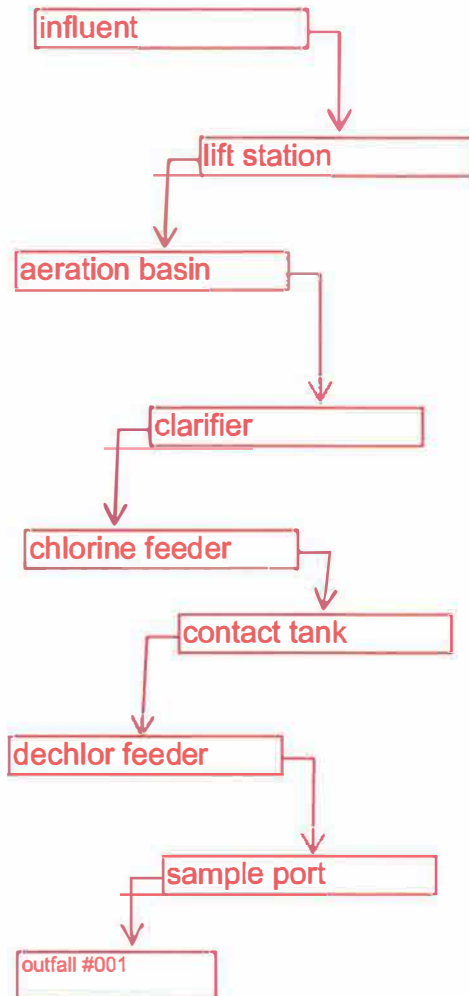 influent
lift station
aeration basin
clarifier
chlorine feeder
contact tank
dechlor feeder
sample port
outfall #001